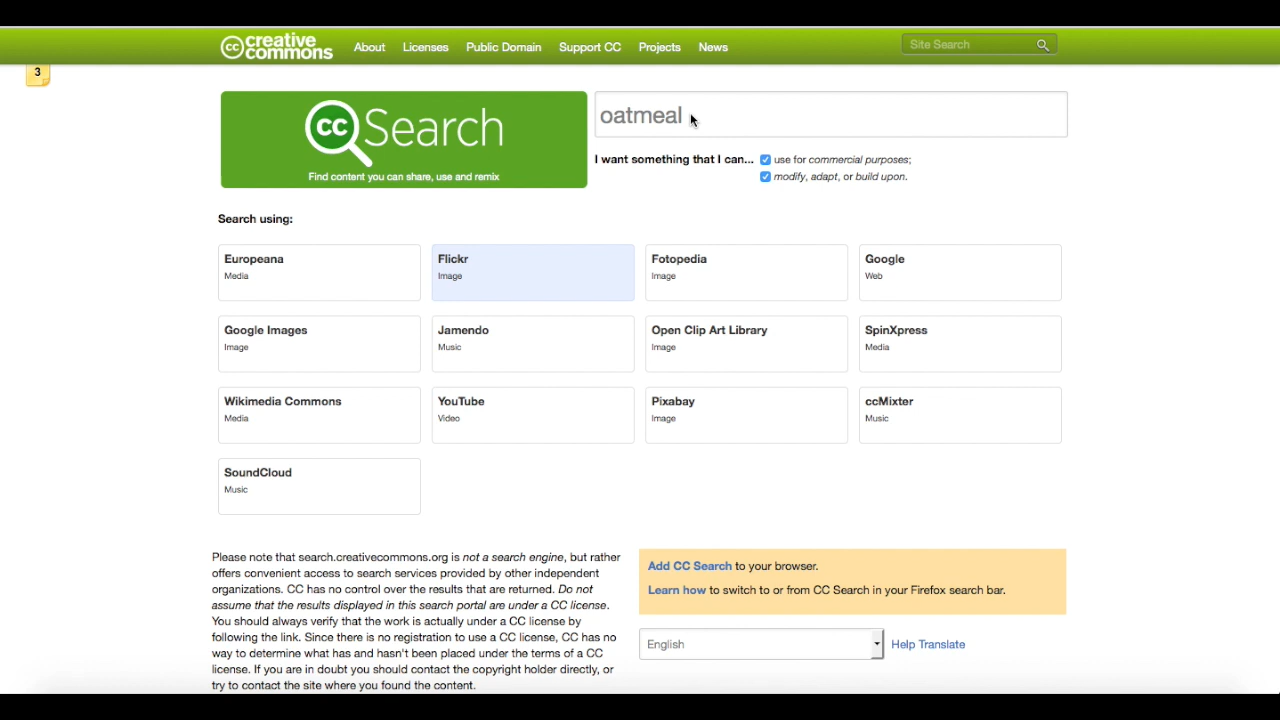 creative commons
About Licenses Public Domain Support CC Projects News
Site Search
3
cc Search
Find content you can share, use and remix
oatmeal
I want something that I can... use for commercial purposes;
modify, adapt, or build upon.
Search using:
Europeana
Media
Flickr
Image
Fotopedia
Image
Google
Web
Google Images
Image
Jamendo
Music
Open Clip Art Library
Image
SpinXpress
Media
Wikimedia Commons
Media
YouTube
Video
Pixabay
Image
ccMixter
Music
SoundCloud
Music
Please note that search.creativecommons.org is not a search engine, but rather
offers convenient access to search services provided by other independent
organizations. CC has no control over the results that are returned. Do not
assume that the results displayed in this search portal are under a CC license.
You should always verify that the work is actually under a CC license by
following the link. Since there is no registration to use a CC license, CC has no
way to determine what has and hasn't been placed under the terms of a CC
license. If you are in doubt you should contact the copyright holder directly, or
try to contact the site where you found the content.
Add CC Search to your browser.
Learn how to switch to or from CC Search in your Firefox search bar.
English
Help Translate